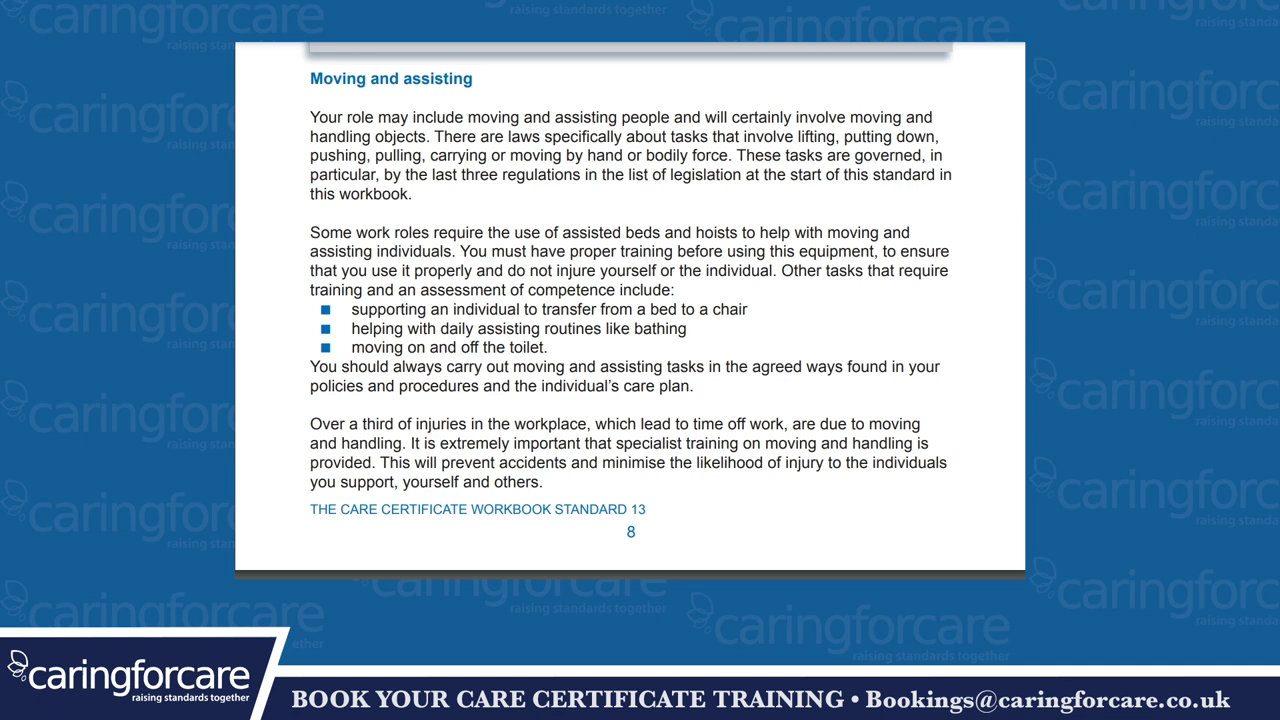 Moving and assisting
Your role may include moving and assisting people and will certainly involve moving and
handling objects. There are laws specifically about tasks that involve lifting, putting down,
pushing, pulling, carrying or moving by hand or bodily force. These tasks are governed, in
particular, by the last three regulations in the list of legislation at the start of this standard in
this workbook.
Some work roles require the use of assisted beds and hoists to help with moving and
assisting individuals. You must have proper training before using this equipment, to ensure
that you use it properly and do not injure yourself or the individual. Other tasks that require
training and an assessment of competence include:
■ supporting an individual to transfer from a bed to a chair
■ helping with daily assisting routines like bathing
■ moving on and off the toilet.
You should always carry out moving and assisting tasks in the agreed ways found in your
policies and procedures and the individual's care plan.
Over a third of injuries in the workplace, which lead to time off work, are due to moving
and handling. It is extremely important that specialist training on moving and handling is
provided. This will prevent accidents and minimise the likelihood of injury to the individuals
you support, yourself and others.
THE CARE CERTIFICATE WORKBOOK STANDARD 13
8
caringforcare
raising standards together
BOOK YOUR CARE CERTIFICATE TRAINING • Bookings@caringforcare.co.uk